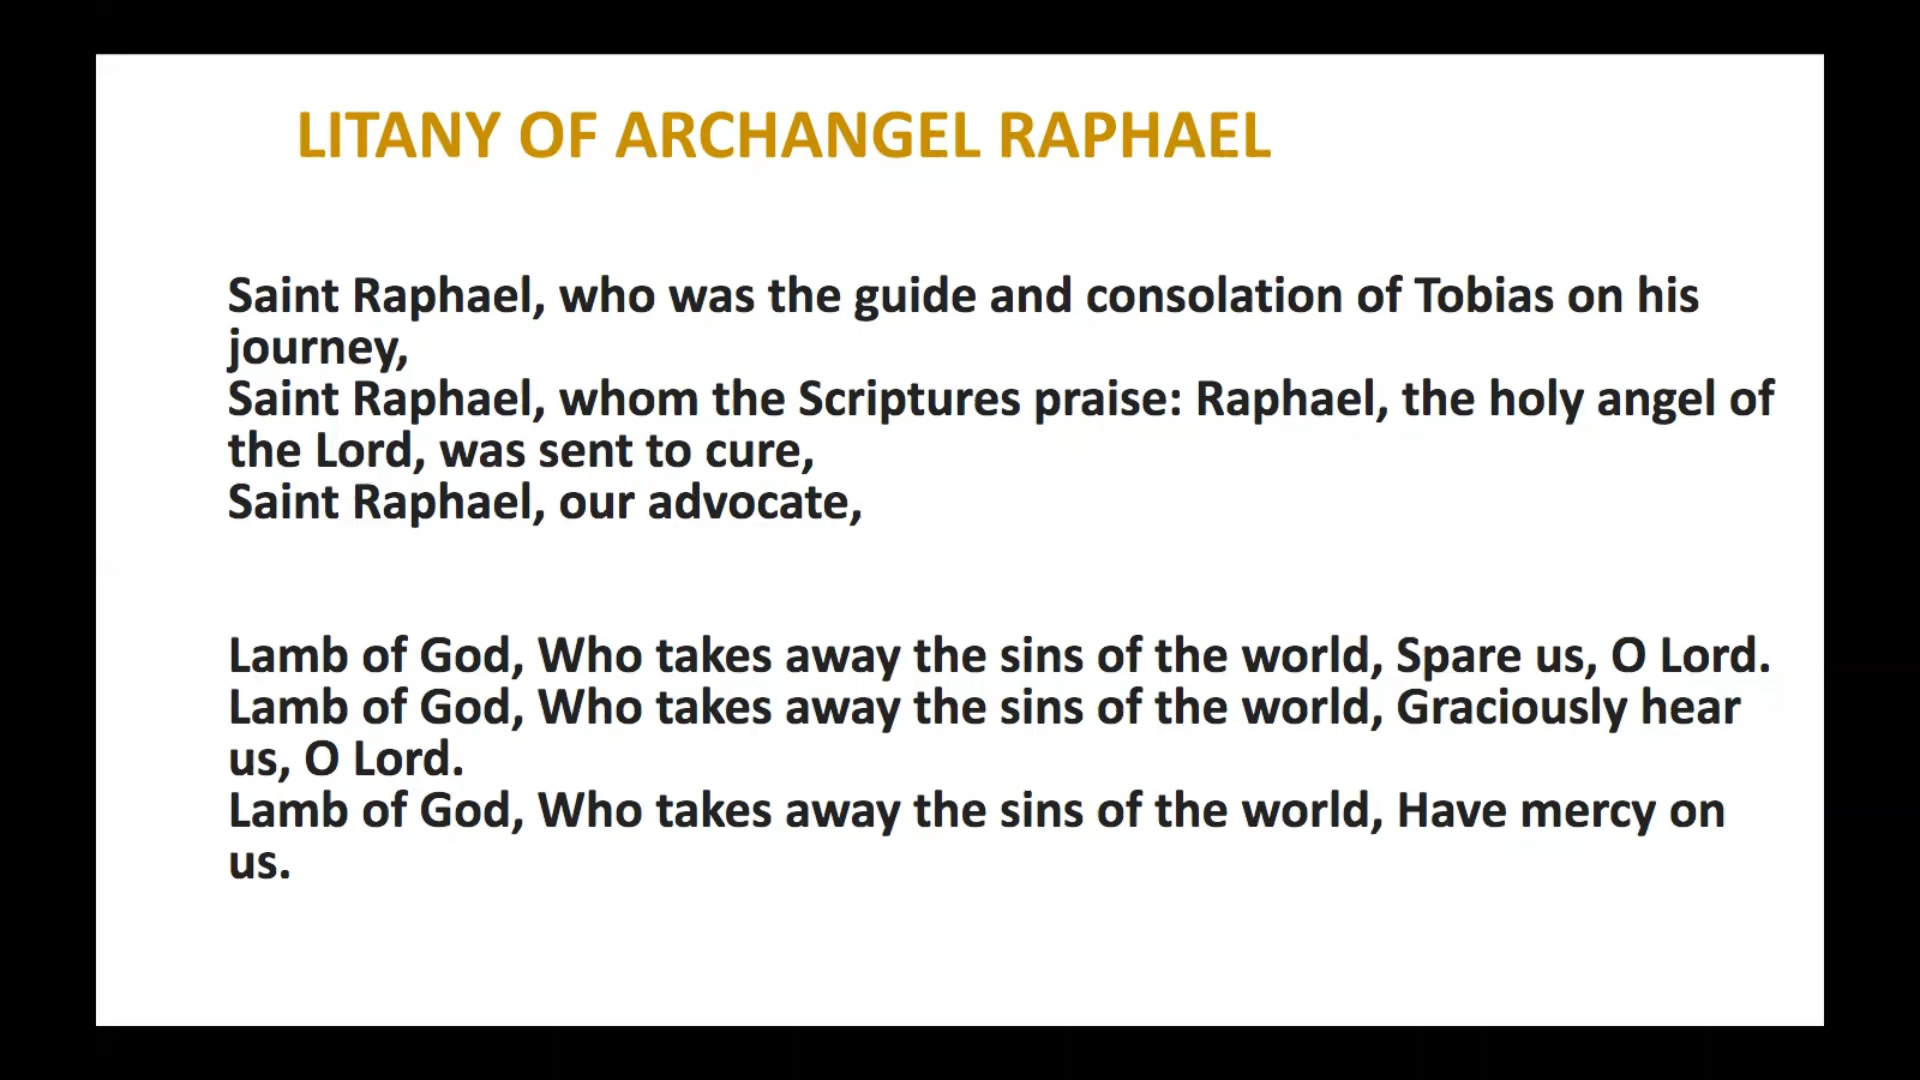 LITANY OF ARCHANGEL RAPHAEL
Saint Raphael, who was the guide and consolation of Tobias on his
journey,
Saint Raphael, whom the Scriptures praise: Raphael, the holy angel of
the Lord, was sent to cure,
Saint Raphael, our advocate,
Lamb of God, Who takes away the sins of the world, Spare us, O Lord.
Lamb of God, Who takes away the sins of the world, Graciously hear
us, O Lord.
Lamb of God, Who takes away the sins of the world, Have mercy on
us.